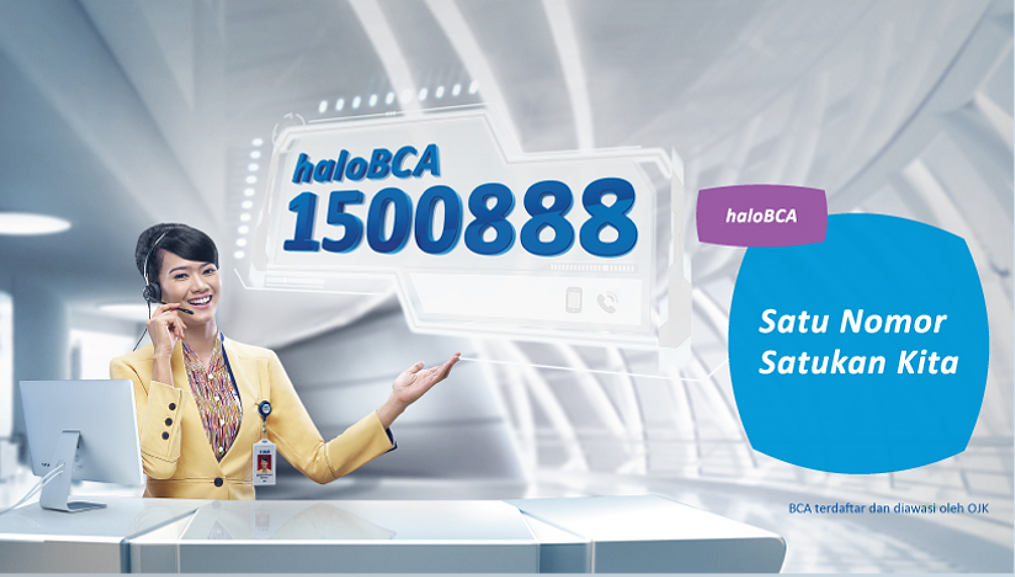 haloBCA
1500888
haloBCA
Satu Nomor
Satukan Kita
BCA terdaftar dan diawasi oleh OJK